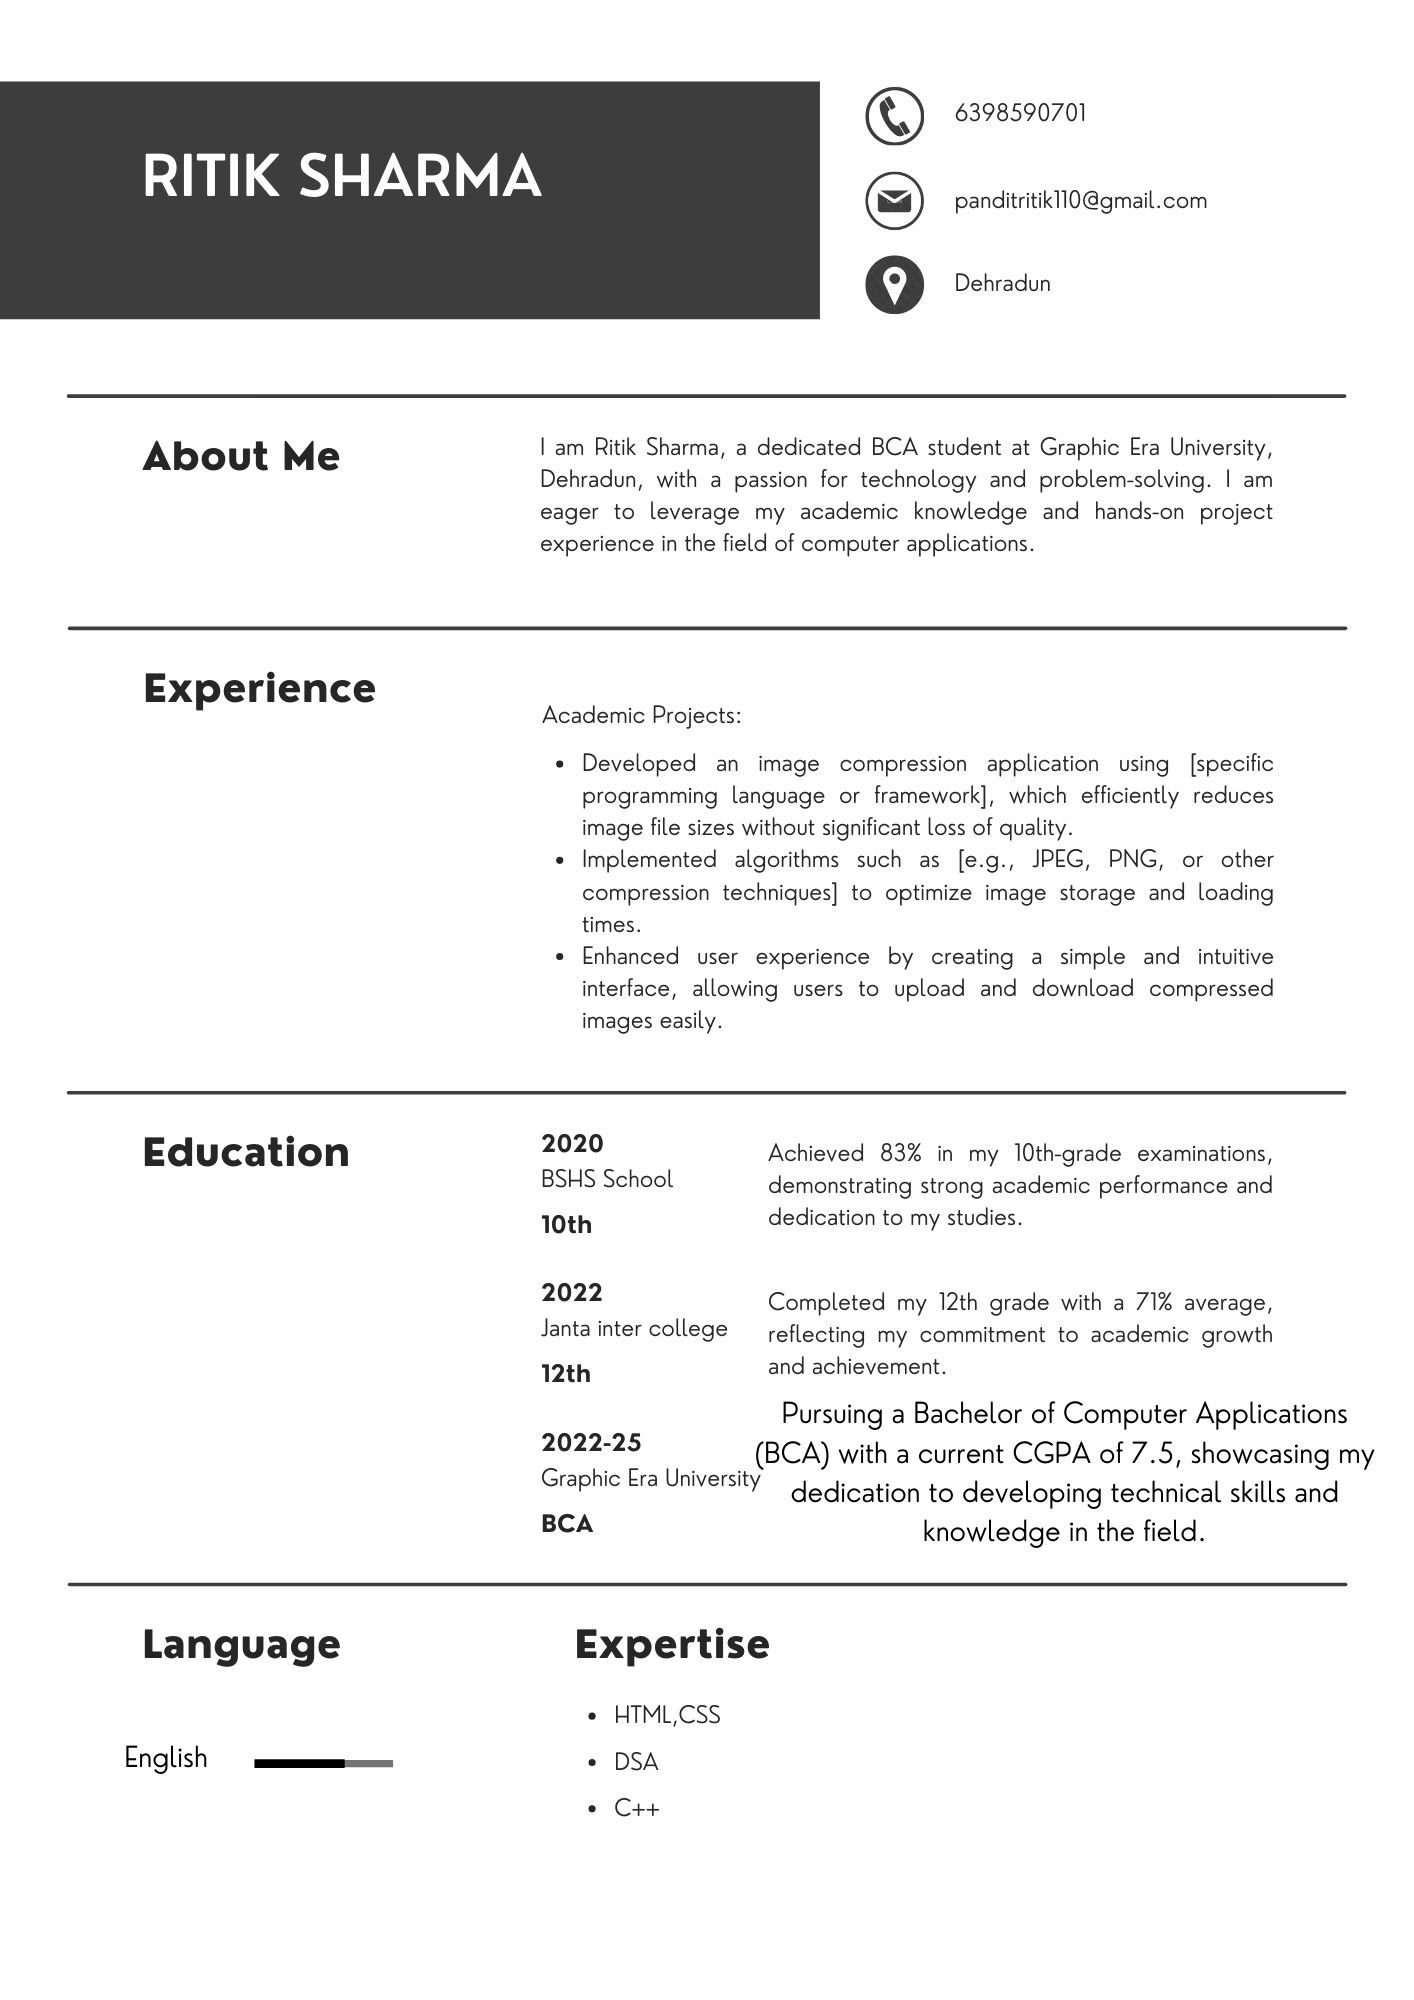 RITIK SHARMA
6398590701
panditritik110@gmail.com
Dehradun
About Me
I am Ritik Sharma, a dedicated BCA student at Graphic Era University,
Dehradun, with a passion for technology and problem-solving. I am
eager to leverage my academic knowledge and hands-on project
experience in the field of computer applications.
Experience
Academic Projects:
• Developed an image compression application using [specific
programming language or framework], which efficiently reduces
image file sizes without significant loss of quality.
• Implemented algorithms such as [e.g., JPEG, PNG, or other
compression techniques] to optimize image storage and loading
times.
• Enhanced user experience by creating a simple and intuitive
interface, allowing users to upload and download compressed
images easily.
Education
2020
BSHS School
10th
Achieved 83% in my 10th-grade examinations,
demonstrating strong academic performance and
dedication to my studies.
2022
Janta inter college
12th
Completed my 12th grade with a 71% average,
reflecting my commitment to academic growth
and achievement.
2022-25
Graphic Era University
BCA
Pursuing a Bachelor of Computer Applications
(BCA) with a current CGPA of 7.5, showcasing my
dedication to developing technical skills and
knowledge in the field.
Language
English
Expertise
• HTML,CSS
• DSA
• C++